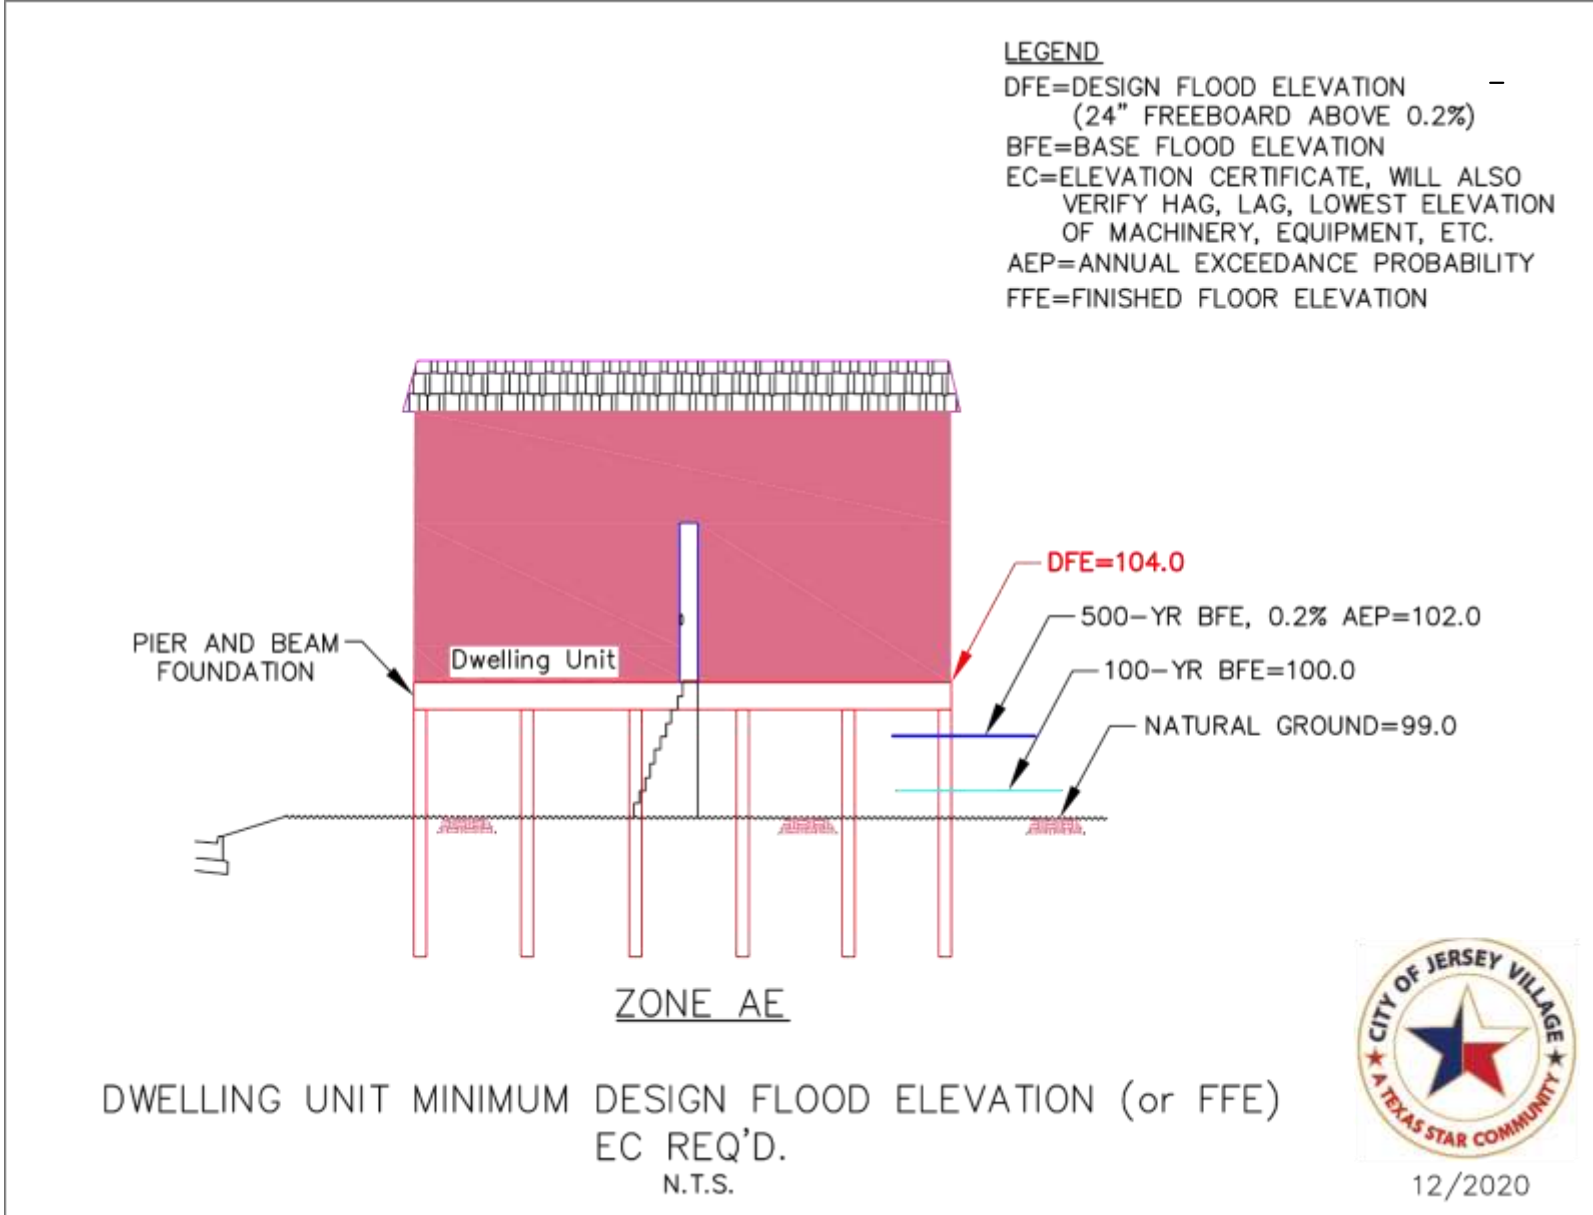 LEGEND
DFE=DESIGN FLOOD ELEVATION –
(24" FREEBOARD ABOVE 0.2%)
BFE=BASE FLOOD ELEVATION
EC=ELEVATION CERTIFICATE, WILL ALSO
VERIFY HAG, LAG, LOWEST ELEVATION
OF MACHINERY, EQUIPMENT, ETC.
AEP=ANNUAL EXCEEDANCE PROBABILITY
FFE=FINISHED FLOOR ELEVATION
DFE=104.0
500-YR BFE, 0.2% AEP=102.0
100-YR BFE=100.0
NATURAL GROUND=99.0
PIER AND BEAM
FOUNDATION
Dwelling Unit
ZONE AE
DWELLING UNIT MINIMUM DESIGN FLOOD ELEVATION (or FFE)
EC REQ'D.
N.T.S.
CITY OF JERSEY VILLAGE
A TEXAS STAR COMMUNITY
12/2020